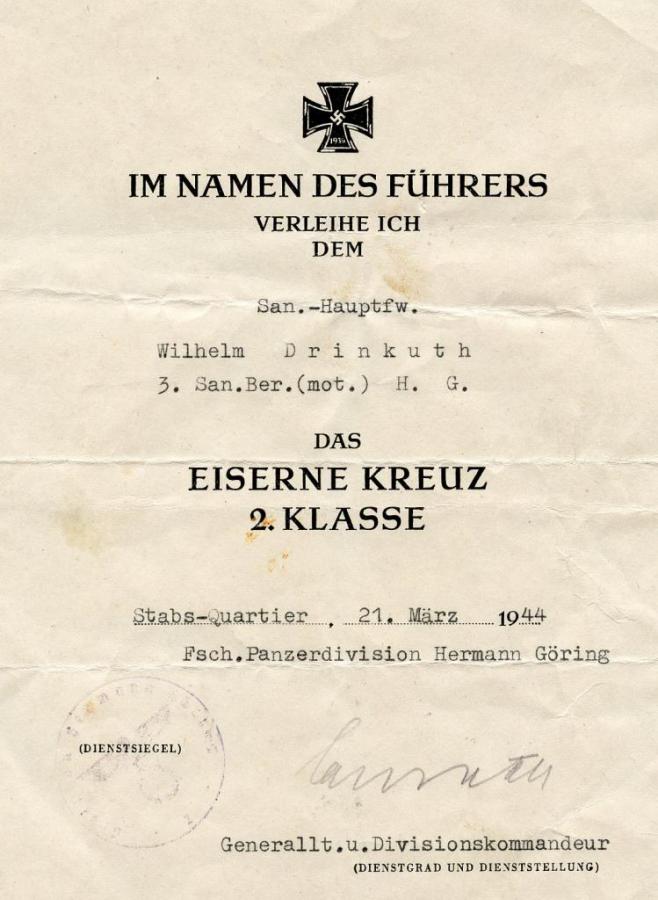 1939
IM NAMEN DES FÜHRERS
VERLEIHE ICH
DEM
San.-Hauptfw.
Wilhelm Drinkuth
3. San.Ber.(mot.) H. G.
DAS
EISERNE KREUZ
2. KLASSE
Stabs-Quartier, 21. März 1944
Fsch.Panzerdivision Hermann Göring
(DIENSTSIEGEL)
Generallt.u.Divisionskommandeur
(DIENSTGRAD UND DIENSTSTELLUNG)